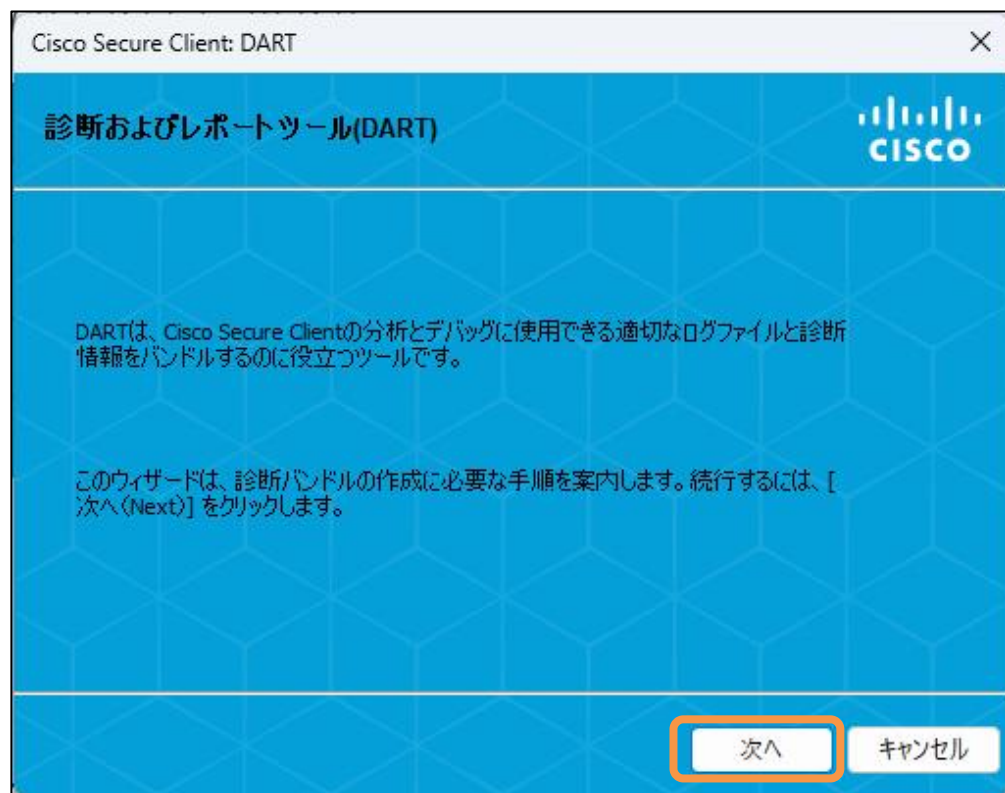 Cisco Secure Client: DART
診断およびレポートツール(DART)
CISCO
DARTは、Cisco Secure Clientの分析とデバッグに使用できる適切なログファイルと診断
情報をバンドルするのに役立つツールです。
このウィザードは、診断バンドルの作成に必要な手順を案内します。続行するには、[
次へ(Next)] をクリックします。
次へ
キャンセル